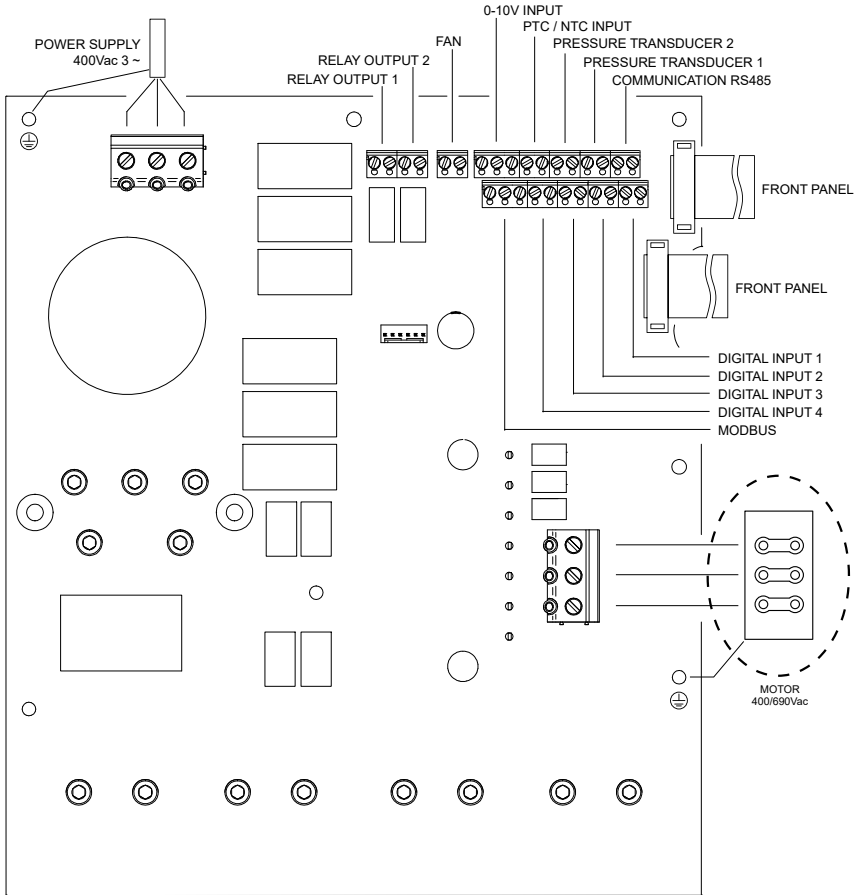 0-10V INPUT
PTC / NTC INPUT
PRESSURE TRANSDUCER 2
PRESSURE TRANSDUCER 1
COMMUNICATION RS485
FAN
RELAY OUTPUT 2
RELAY OUTPUT 1
POWER SUPPLY
400Vac 3 ~
FRONT PANEL
FRONT PANEL
DIGITAL INPUT 1
DIGITAL INPUT 2
DIGITAL INPUT 3
DIGITAL INPUT 4
MODBUS
MOTOR
400/690Vac